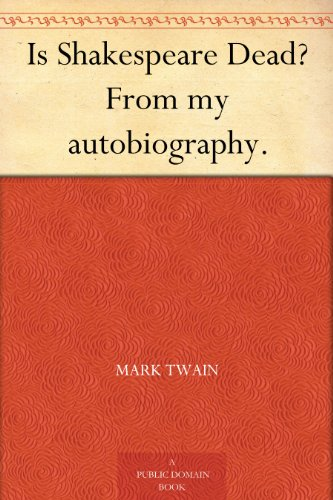 Is Shakespeare Dead?
From my
autobiography.
MARK TWAIN
A
PUBLIC DOMAIN
BOOK